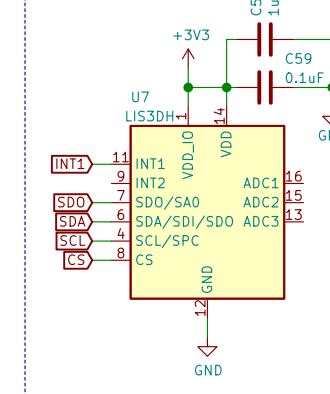 C5
1u
+3V3
C59
0.1uF
U7
LIS3DH
1
14
VDD_IO
VDD
INT1 11 INT1
9 INT2 ADC1 16
SDO 7 SDO/SA0 ADC2 15
SDA 6 SDA/SDI/SDO ADC3 13
SCL 4 SCL/SPC
CS 8 CS
GND
12
GND